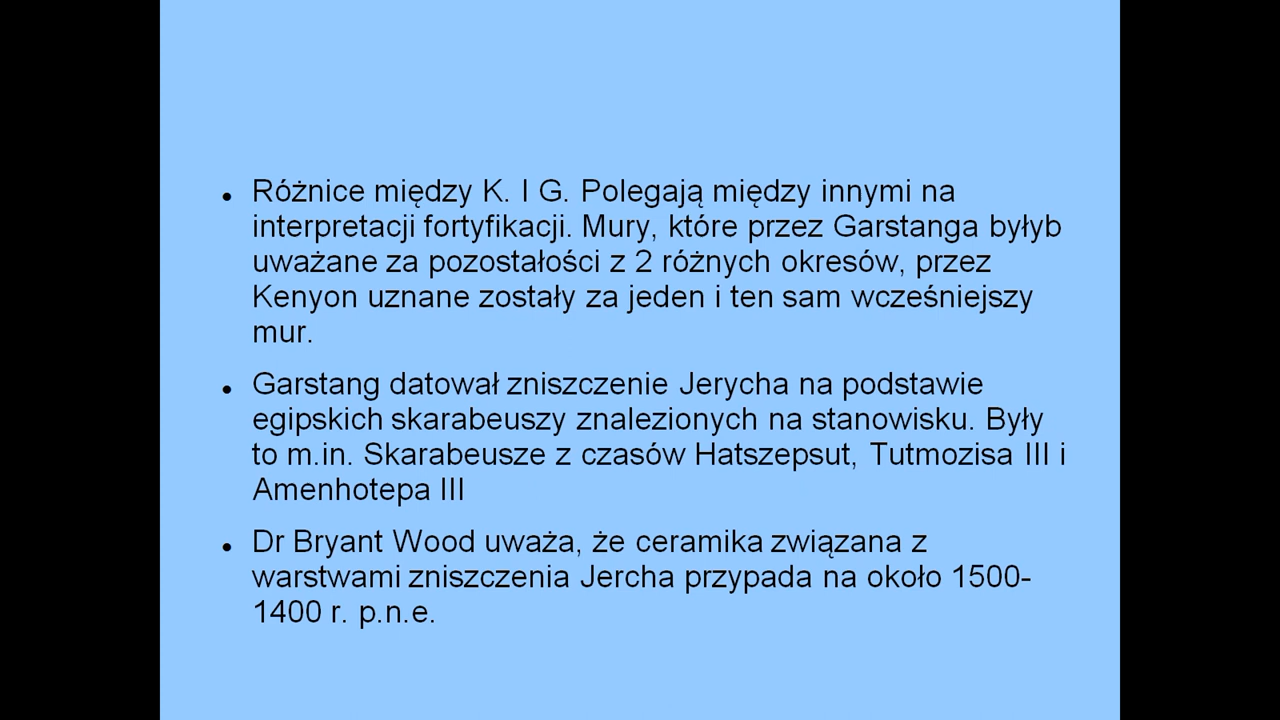 • Różnice między K. I G. Polegają między innymi na
interpretacji fortyfikacji. Mury, które przez Garstanga byłyb
uważane za pozostałości z 2 różnych okresów, przez
Kenyon uznane zostały za jeden i ten sam wcześniejszy
mur.
• Garstang datował zniszczenie Jerycha na podstawie
egipskich skarabeuszy znalezionych na stanowisku. Były
to m.in. Skarabeusze z czasów Hatszepsut, Tutmozisa III i
Amenhotepa III
• Dr Bryant Wood uważa, że ceramika związana z
warstwami zniszczenia Jercha przypada na około 1500-
1400 r. p.n.e.